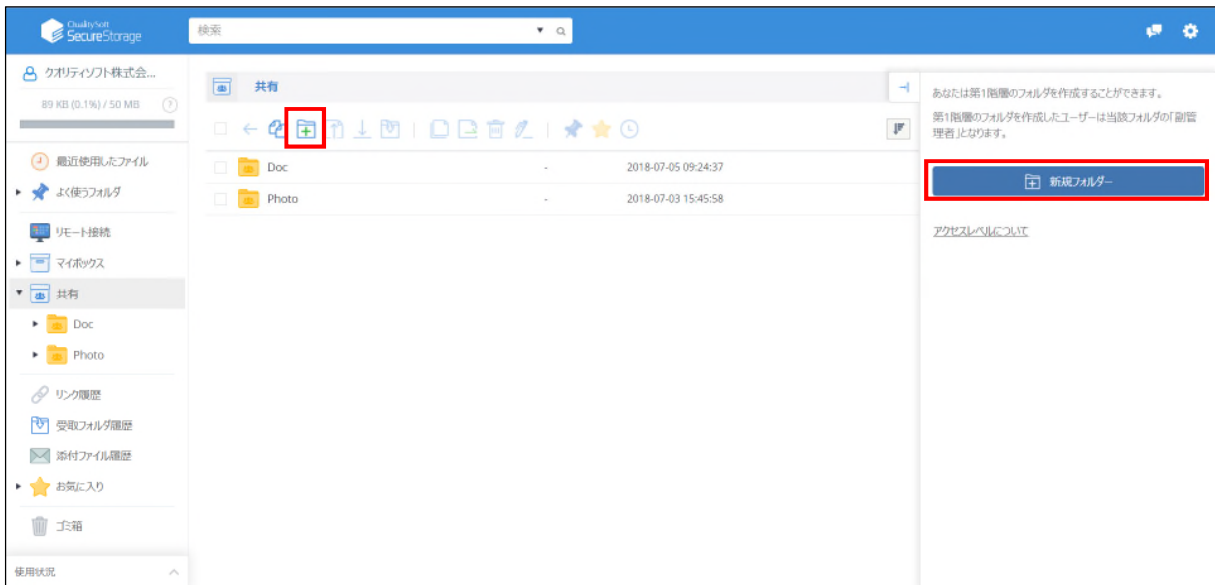 QualitySoft
SecureStorage
検索
クオリティソフト株式会...
89 KB (0.1%) / 50 MB
?
最近使用したファイル
よく使うフォルダ
リモート接続
マイボックス
共有
Doc
Photo
リンク履歴
受取フォルダ履歴
添付ファイル履歴
お気に入り
ゴミ箱
使用状況
共有
Doc - 2018-07-05 09:24:37
Photo - 2018-07-03 15:45:58
あなたは第1階層のフォルダを作成することができます。
第1階層のフォルダを作成したユーザーは当該フォルダの「副管
理者」となります。
新規フォルダー
アクセスレベルについて